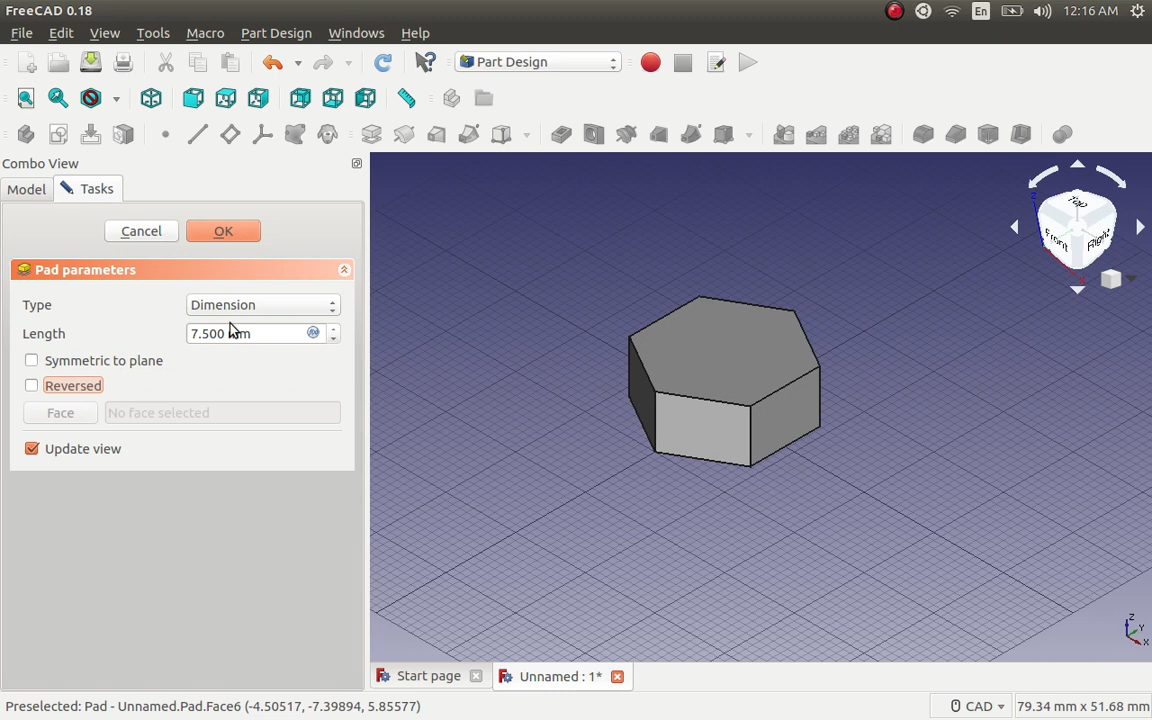 FreeCAD 0.18
En
12:16 AM
File Edit View Tools Macro Part Design Windows Help
Part Design
Combo View
Model Tasks
Cancel OK
Pad parameters
Type Dimension
Length 7.500
Symmetric to plane
Reversed
Face No face selected
Update view
Top
Front Right
Z
X
Z
Y
X
Start page Unnamed : 1*
Preselected: Pad - Unnamed.Pad.Face6 (-4.50517, -7.39894, 5.85577) CAD 79.34 mm x 51.68 mm